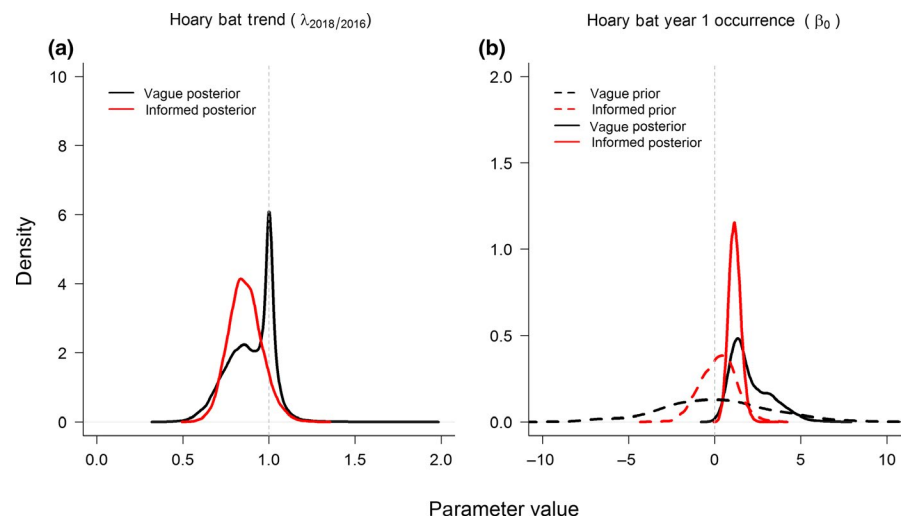 Hoary bat trend ( λ2018/2016)
(a)
10
8
6
4
2
0
Density
0.0 0.5 1.0 1.5 2.0
Vague posterior
Informed posterior
Hoary bat year 1 occurrence ( β0 )
(b)
2.0
1.5
1.0
0.5
0.0
−10 −5 0 5 10
Vague prior
Informed prior
Vague posterior
Informed posterior
Parameter value